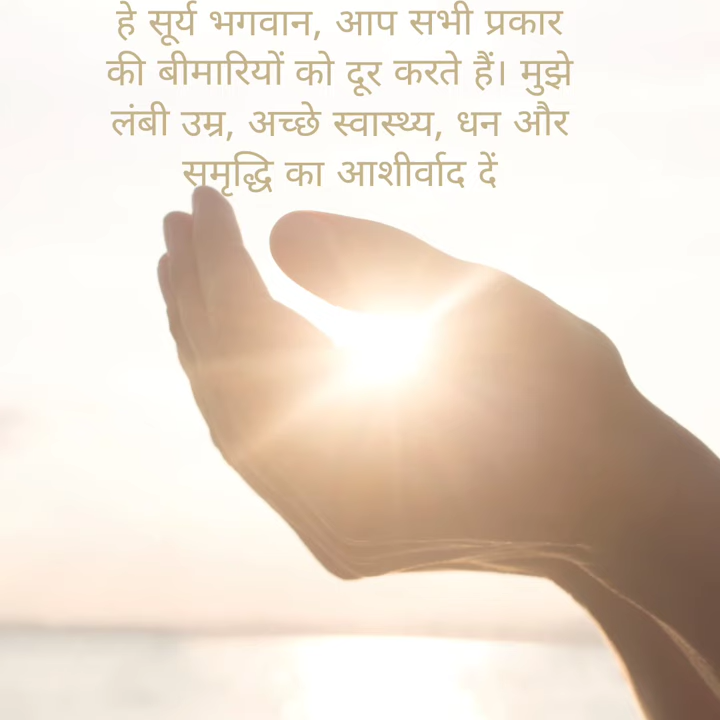 हे सूर्य भगवान, आप सभी प्रकार
की बीमारियों को दूर करते हैं। मुझे
लंबी उम्र, अच्छे स्वास्थ्य, धन और
समृद्धि का आशीर्वाद दें